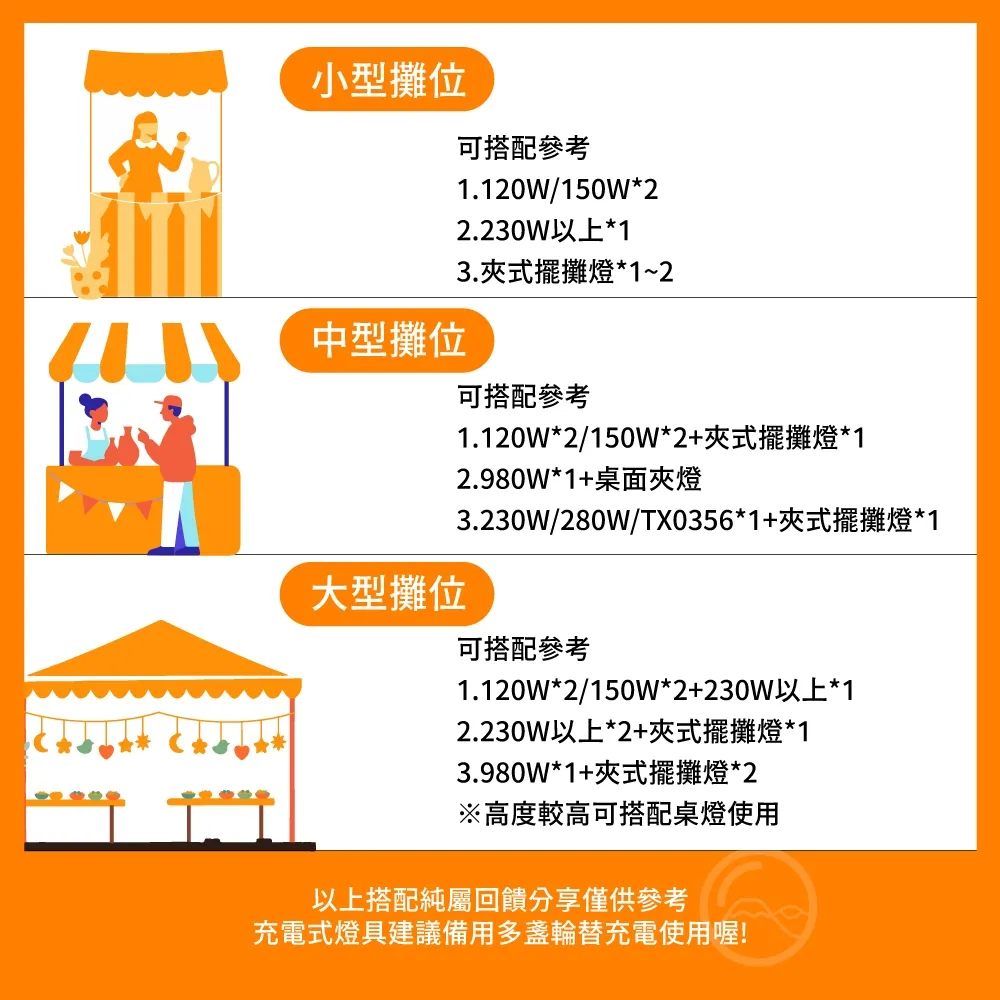 小型攤位
可搭配參考
1.120W/150W*2
2.230W以上*1
3.夾式擺攤燈*1~2
中型攤位
可搭配參考
1.120W*2/150W*2+夾式擺攤燈*1
2.980W*1+桌面夾燈
3.230W/280W/TX0356*1+夾式擺攤燈*1
大型攤位
可搭配參考
1.120W*2/150W*2+230W以上*1
2.230W以上*2+夾式擺攤燈*1
3.980W*1+夾式擺攤燈*2
※高度較高可搭配桌燈使用
以上搭配純屬回饋分享僅供參考
充電式燈具建議備用多盞輪替充電使用喔!